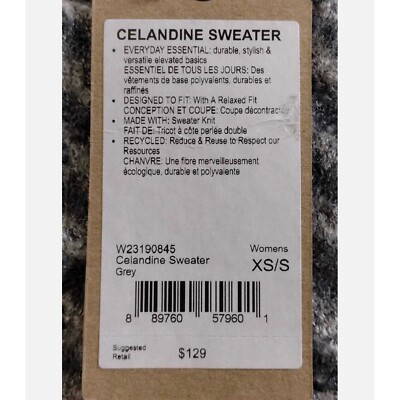 CELANDINE SWEATER
• EVERYDAY ESSENTIAL: durable, stylish &
versatile elevated basics
ESSENTIEL DE TOUS LES JOURS: Des
vêtements de base polyvalents, durables et
raffinés
• DESIGNED TO FIT: With A Relaxed Fit
CONCEPTION ET COUPE: Coupe décontractée
• MADE WITH: Sweater Knit
FAIT DE: Tricot à côte perlée double
• RECYCLED: Reduce & Reuse to Respect our
Resources
CHANVRE: Une fibre merveilleusement
écologique, durable et polyvalente
W23190845
Womens
Celandine Sweater
XS/S
Grey
8 89760 57960 1
Suggested
Retail
$129